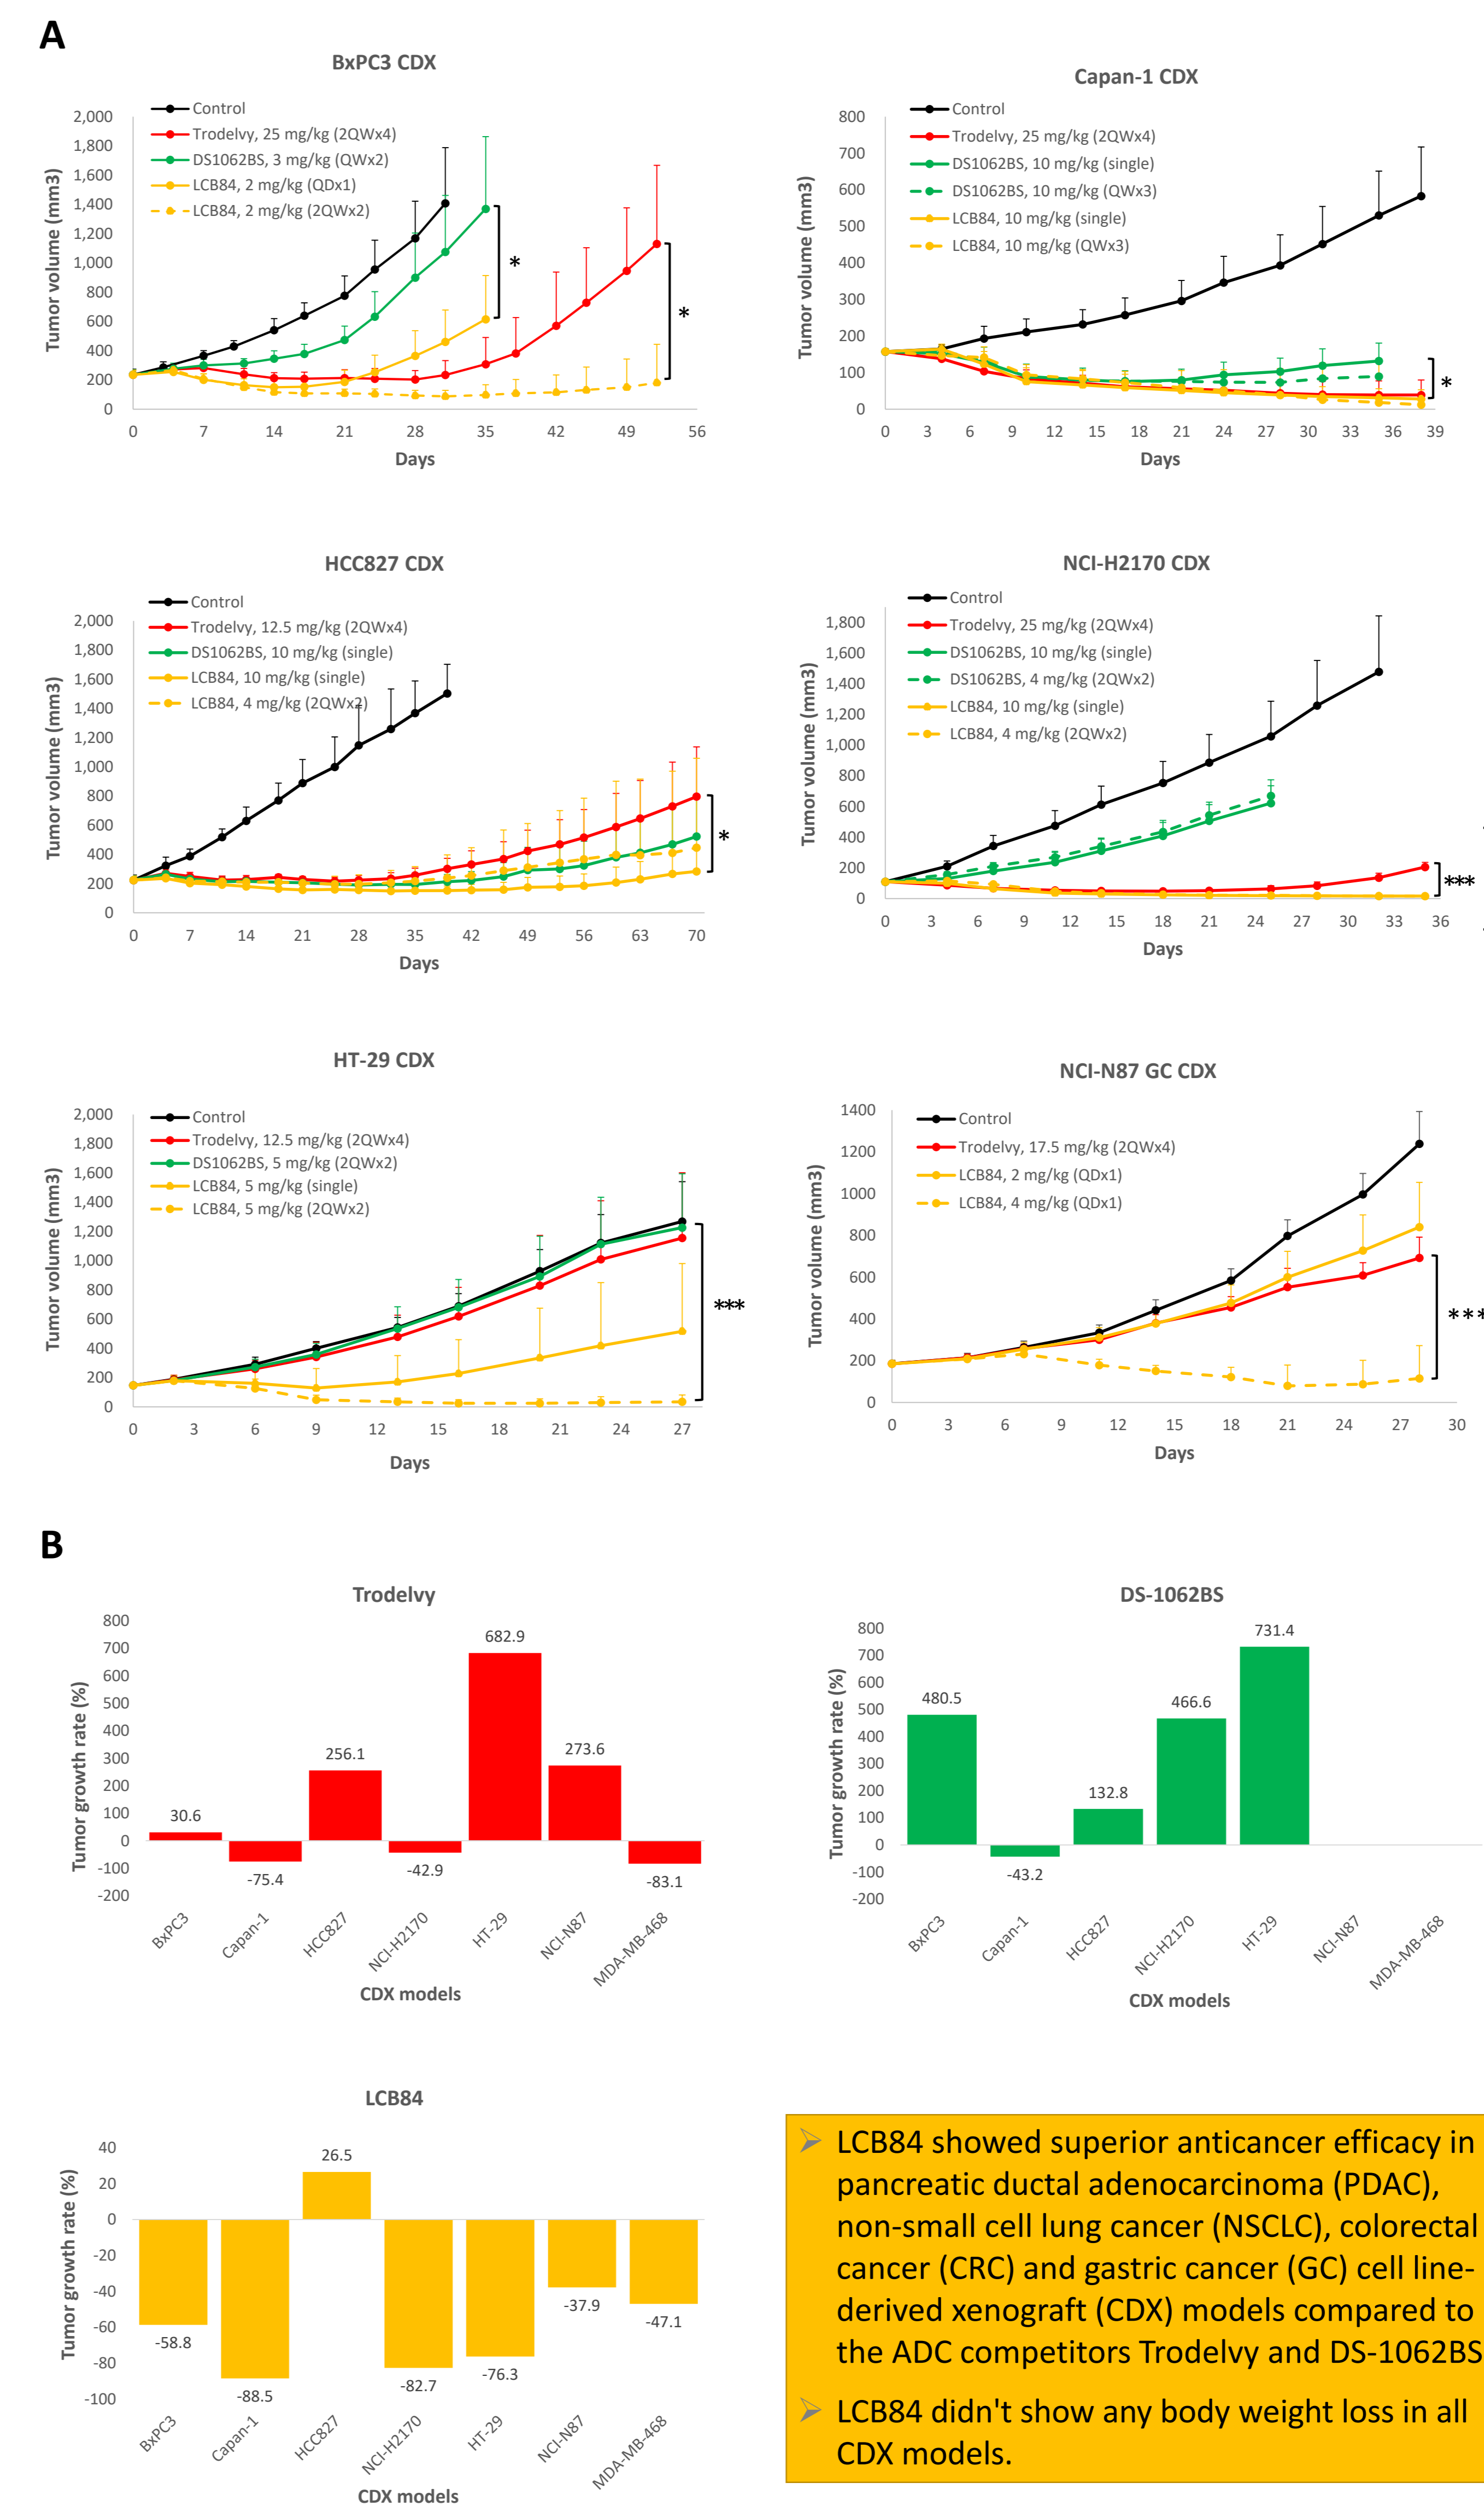 A
BxPC3 CDX
Control
Trodelvy, 25 mg/kg (2QWx4)
DS1062BS, 3 mg/kg (QWx2)
LCB84, 2 mg/kg (QDx1)
LCB84, 2 mg/kg (2QWx2)
2,000
1,800
1,600
1,400
1,200
1,000
800
600
400
200
0
Tumor volume (mm3)
*
*
0 7 14 21 28 35 42 49 56
Days
Capan-1 CDX
Control
Trodelvy, 25 mg/kg (2QWx4)
DS1062BS, 10 mg/kg (single)
DS1062BS, 10 mg/kg (QWx3)
LCB84, 10 mg/kg (single)
LCB84, 10 mg/kg (QWx3)
800
700
600
500
400
300
200
100
0
Tumor volume (mm3)
*
0 3 6 9 12 15 18 21 24 27 30 33 36 39
Days
HCC827 CDX
Control
Trodelvy, 12.5 mg/kg (2QWx4)
DS1062BS, 10 mg/kg (single)
LCB84, 10 mg/kg (single)
LCB84, 4 mg/kg (2QWx2)
2,000
1,800
1,600
1,400
1,200
1,000
800
600
400
200
0
Tumor volume (mm3)
*
0 7 14 21 28 35 42 49 56 63 70
Days
NCI-H2170 CDX
Control
Trodelvy, 25 mg/kg (2QWx4)
DS1062BS, 10 mg/kg (single)
DS1062BS, 4 mg/kg (2QWx2)
LCB84, 10 mg/kg (single)
LCB84, 4 mg/kg (2QWx2)
1,800
1,600
1,400
1,200
1,000
800
600
400
200
0
Tumor volume (mm3)
***
0 3 6 9 12 15 18 21 24 27 30 33 36
Days
HT-29 CDX
Control
Trodelvy, 12.5 mg/kg (2QWx4)
DS1062BS, 5 mg/kg (2QWx2)
LCB84, 5 mg/kg (single)
LCB84, 5 mg/kg (2QWx2)
2,000
1,800
1,600
1,400
1,200
1,000
800
600
400
200
0
Tumor volume (mm3)
***
0 3 6 9 12 15 18 21 24 27
Days
NCI-N87 GC CDX
Control
Trodelvy, 17.5 mg/kg (2QWx4)
LCB84, 2 mg/kg (QDx1)
LCB84, 4 mg/kg (QDx1)
1400
1200
1000
800
600
400
200
0
Tumor volume (mm3)
***
0 3 6 9 12 15 18 21 24 27 30
Days
B
Trodelvy
800
700
600
500
400
300
200
100
0
-100
-200
Tumor growth rate (%)
30.6
-75.4
256.1
-42.9
682.9
273.6
-83.1
BxPC3
Capan-1
HCC827
NCI-H2170
HT-29
NCI-N87
MDA-MB-468
CDX models
DS-1062BS
800
700
600
500
400
300
200
100
0
-100
-200
Tumor growth rate (%)
480.5
-43.2
132.8
466.6
731.4
BxPC3
Capan-1
HCC827
NCI-H2170
HT-29
NCI-N87
MDA-MB-468
CDX models
LCB84
40
20
0
-20
-40
-60
-80
-100
Tumor growth rate (%)
-58.8
-88.5
26.5
-82.7
-76.3
-37.9
-47.1
BxPC3
Capan-1
HCC827
NCI-H2170
HT-29
NCI-N87
MDA-MB-468
CDX models
LCB84 showed superior anticancer efficacy in
pancreatic ductal adenocarcinoma (PDAC),
non-small cell lung cancer (NSCLC), colorectal
cancer (CRC) and gastric cancer (GC) cell line-
derived xenograft (CDX) models compared to
the ADC competitors Trodelvy and DS-1062BS
LCB84 didn't show any body weight loss in all
CDX models.